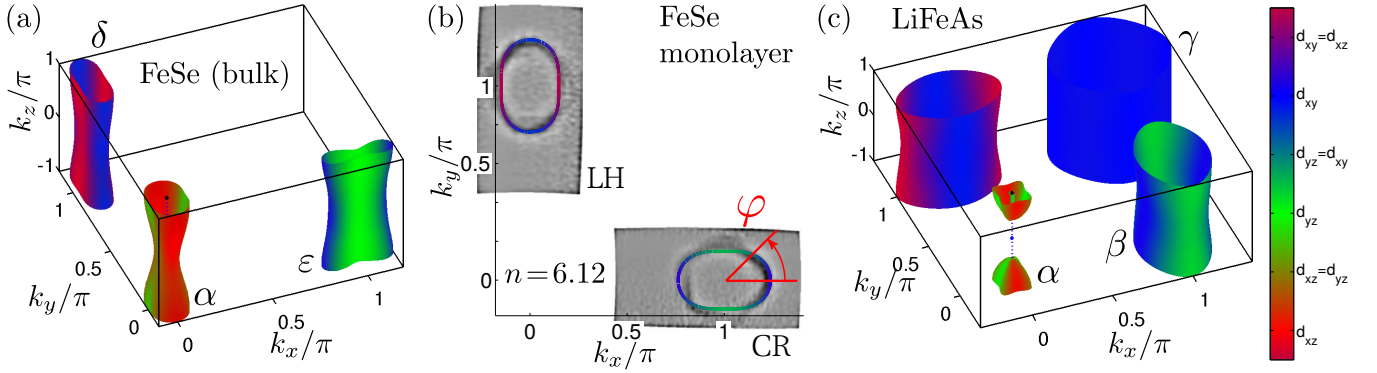 (a)
δ
FeSe (bulk)
k_z/π
1
0
-1
1
0.5
0
k_y/π
α
ε
0
0.5
1
k_x/π
(b)
FeSe
monolayer
1
k_y/π
0.5
LH
φ
n=6.12
0
0
0.5
1
k_x/π
CR
(c)
LiFeAs
γ
k_z/π
1
0
-1
1
0.5
0
k_y/π
α
β
0
0.5
1
k_x/π
d_xy=d_xz
d_xy
d_yz=d_xy
d_yz
d_xz=d_yz
d_xz